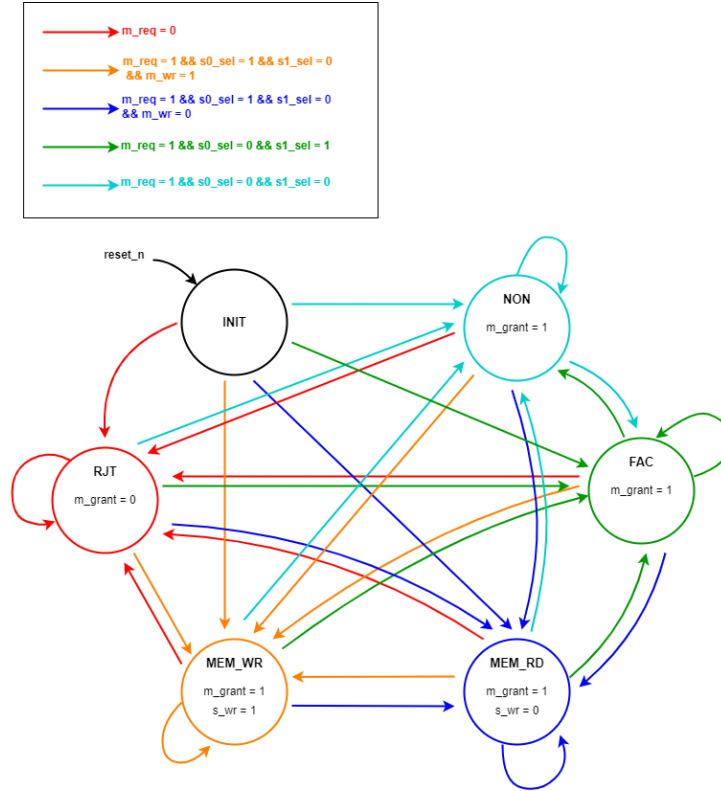 m_req = 0
m_req = 1 && s0_sel = 1 && s1_sel = 0
&& m_wr = 1
m_req = 1 && s0_sel = 1 && s1_sel = 0
&& m_wr = 0
m_req = 1 && s0_sel = 0 && s1_sel = 1
m_req = 1 && s0_sel = 0 && s1_sel = 0
reset_n
INIT
NON
m_grant = 1
RJT
m_grant = 0
FAC
m_grant = 1
MEM_WR
m_grant = 1
s_wr = 1
MEM_RD
m_grant = 1
s_wr = 0